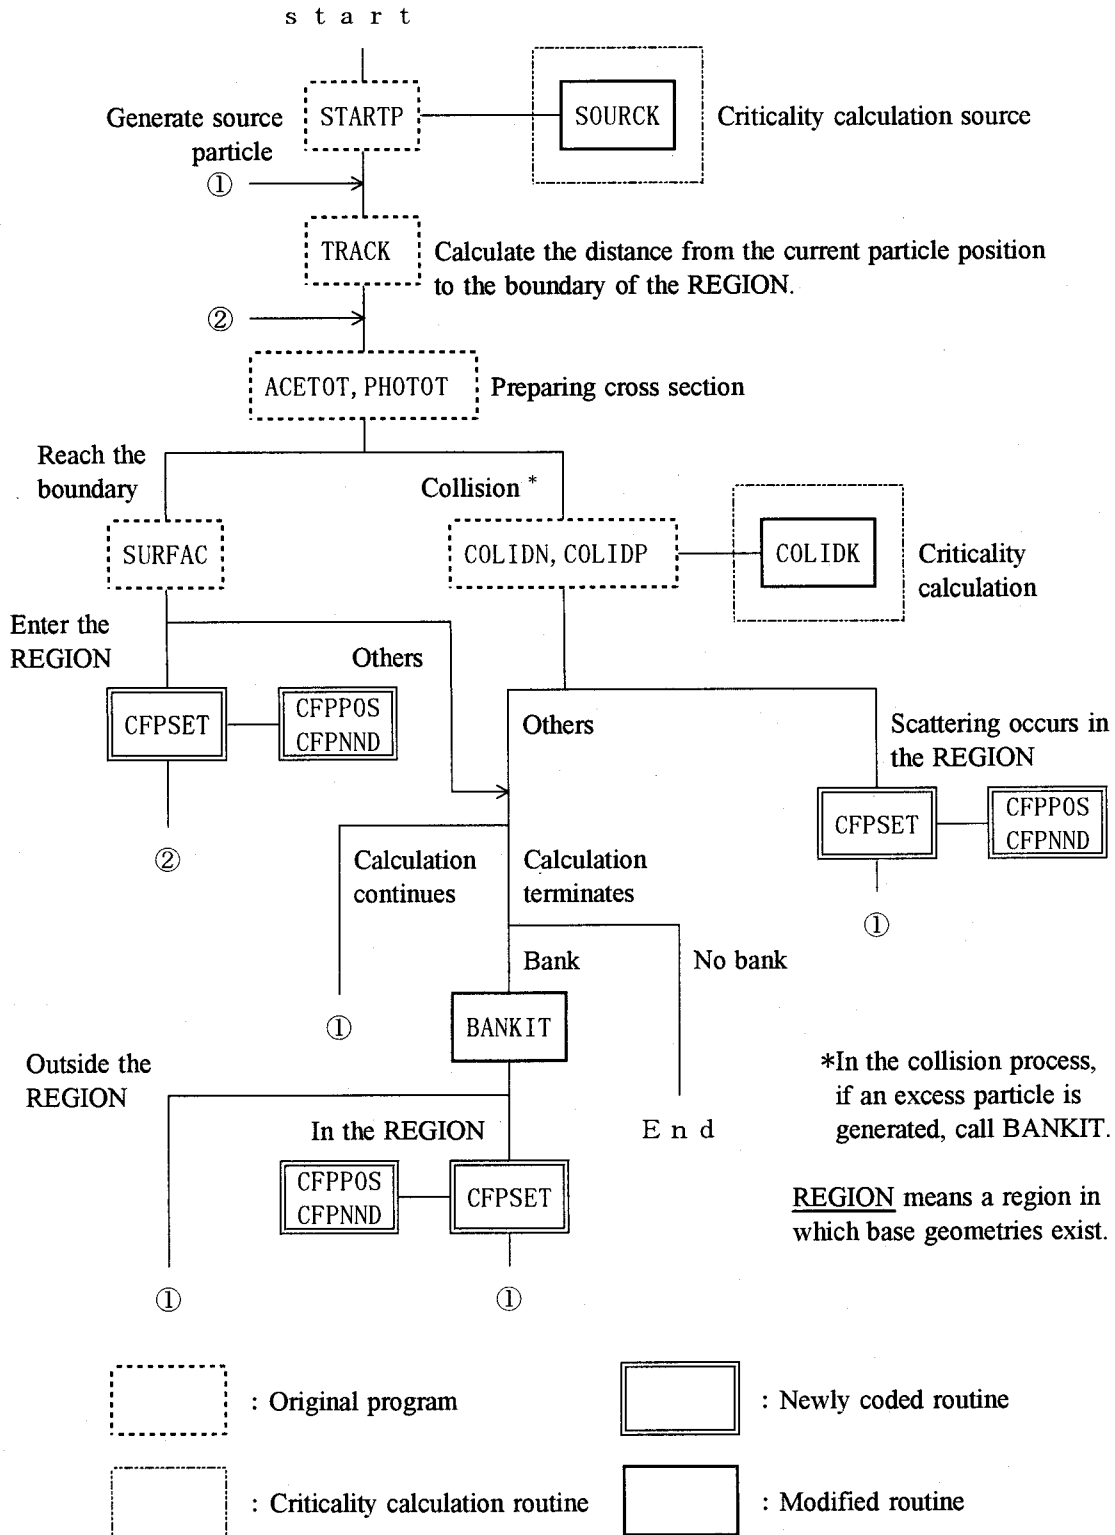 start
Generate source
particle
STARTP
SOURCK
Criticality calculation source
①
TRACK
Calculate the distance from the current particle position
to the boundary of the REGION.
②
ACETOT, PHOTOT
Preparing cross section
Reach the
boundary
Collision *
SURFAC
COLIDN, COLIDP
COLIDK
Criticality
calculation
Enter the
REGION
Others
CFPSET
CFPPOS
CFPNND
Others
Scattering occurs in
the REGION
CFPSET
CFPPOS
CFPNND
②
Calculation
continues
Calculation
terminates
①
Bank
No bank
①
BANKIT
Outside the
REGION
In the REGION
End
*In the collision process,
if an excess particle is
generated, call BANKIT.
CFPPOS
CFPNND
CFPSET
REGION means a region in
which base geometries exist.
①
①
: Original program
: Newly coded routine
: Criticality calculation routine
: Modified routine